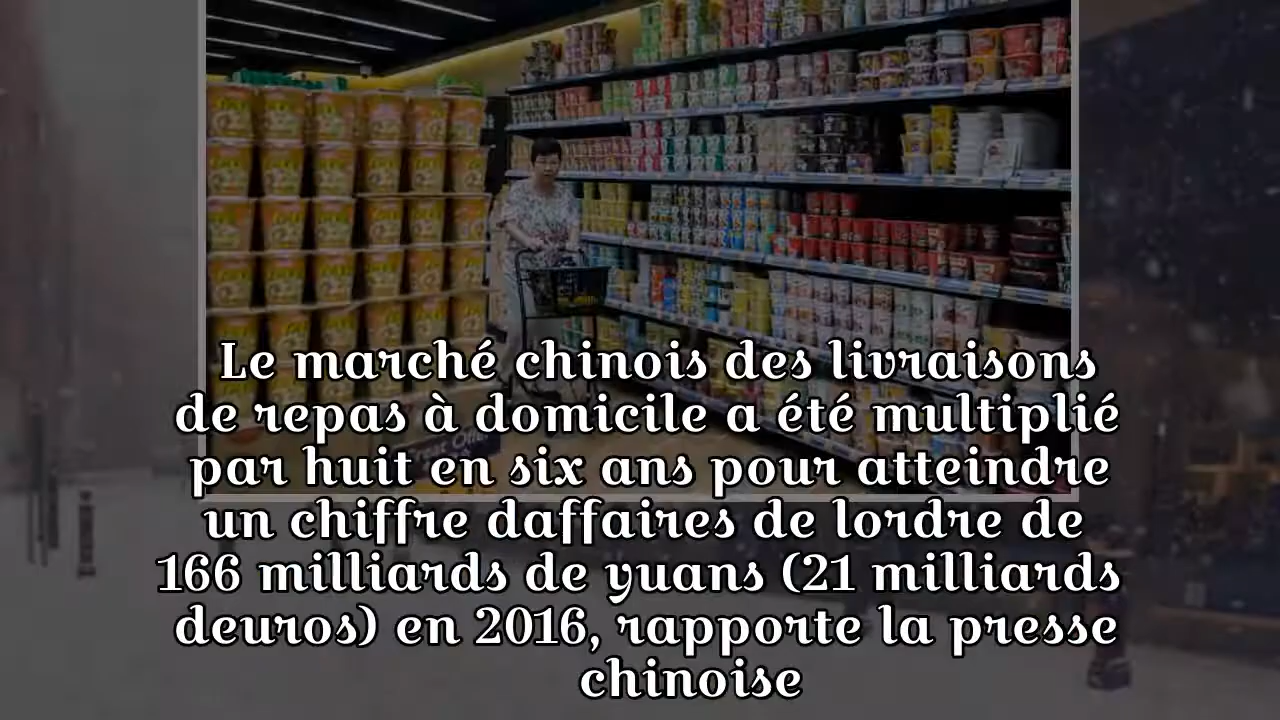 Le marché chinois des livraisons
de repas à domicile a été multiplié
par huit en six ans pour atteindre
un chiffre daffaires de lordre de
166 milliards de yuans (21 milliards
deuros) en 2016, rapporte la presse
chinoise